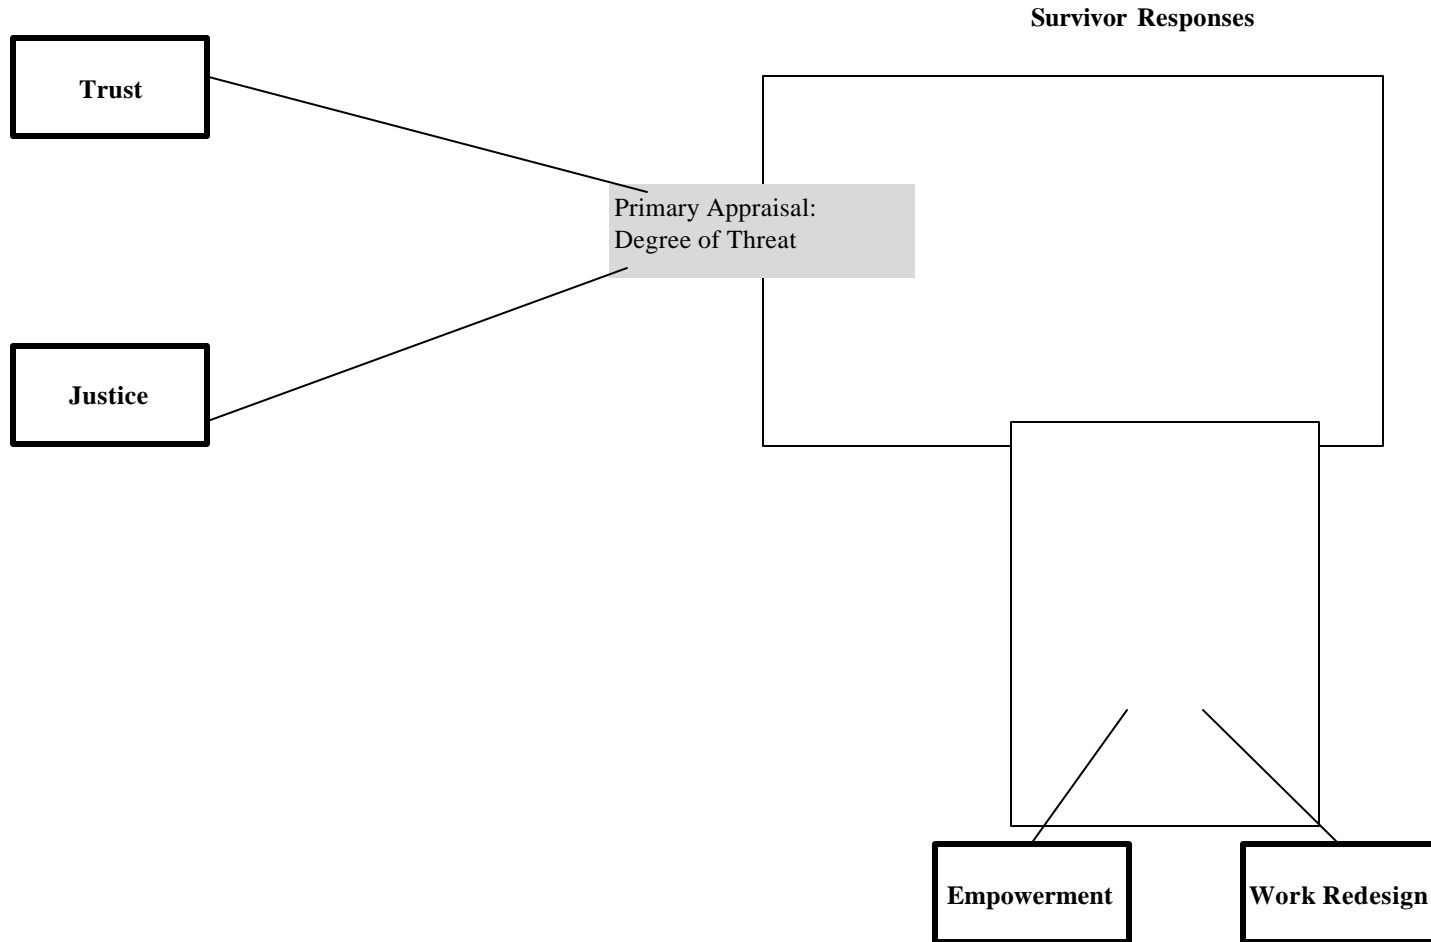 Survivor Responses
Trust
Primary Appraisal:
Degree of Threat
Justice
Empowerment
Work Redesign